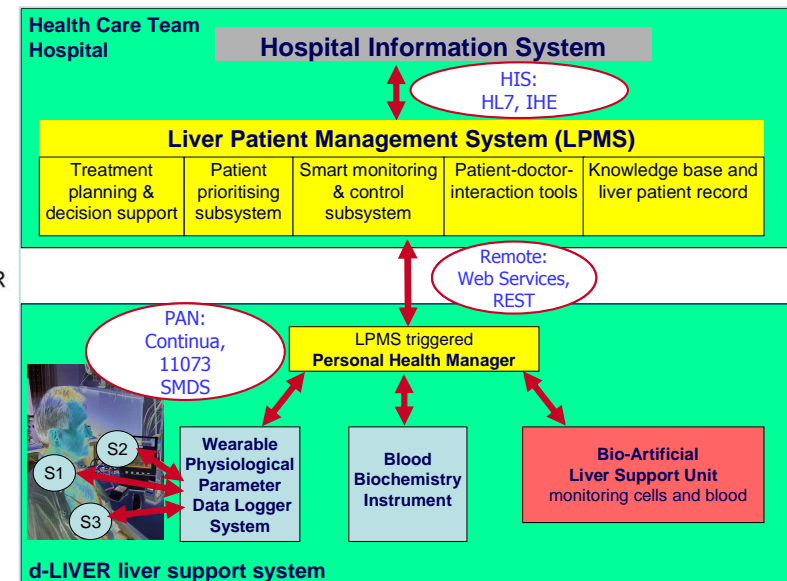 Health Care Team
Hospital
Hospital Information System
HIS:
HL7, IHE
Liver Patient Management System (LPMS)
Treatment
planning &
decision support
Patient
prioritising
subsystem
Smart monitoring
& control
subsystem
Patient-doctor-
interaction tools
Knowledge base and
liver patient record
Remote:
Web Services,
REST
R
PAN:
Continua,
11073
SMDS
LPMS triggered
Personal Health Manager
S2
S1
S3
Wearable
Physiological
Parameter
Data Logger
System
Blood
Biochemistry
Instrument
Bio-Artificial
Liver Support Unit
monitoring cells and blood
d-LIVER liver support system